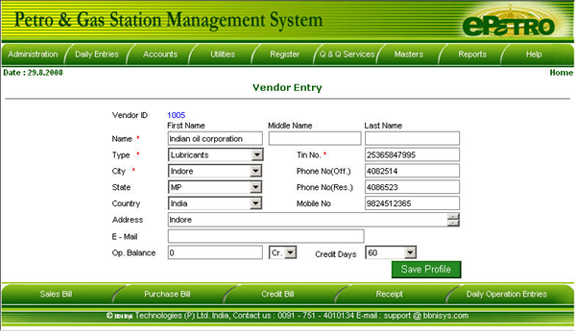 Petro & Gas Station Management System
ePETRO
Administration Daily Entries Accounts Utilities Register Q & Q Services Masters Reports Help
Date : 29.8.2008 Home
Vendor Entry
Vendor ID 1005
First Name Middle Name Last Name
Name * Indian oil corporation
Type * Lubricants Tin No. * 25365847995
City * Indore Phone No(Off.) 4082514
State MP Phone No(Res.) 4086523
Country India Mobile No 9824512365
Address Indore
E - Mail
Op. Balance 0 Cr. Credit Days 60
Save Profile
Sales Bill Purchase Bill Credit Bill Receipt Daily Operation Entries
© bbnisys Technologies (P) Ltd. India, Contact us : 0091 - 751 - 4010134 E-mail : support @ bbnisys.com